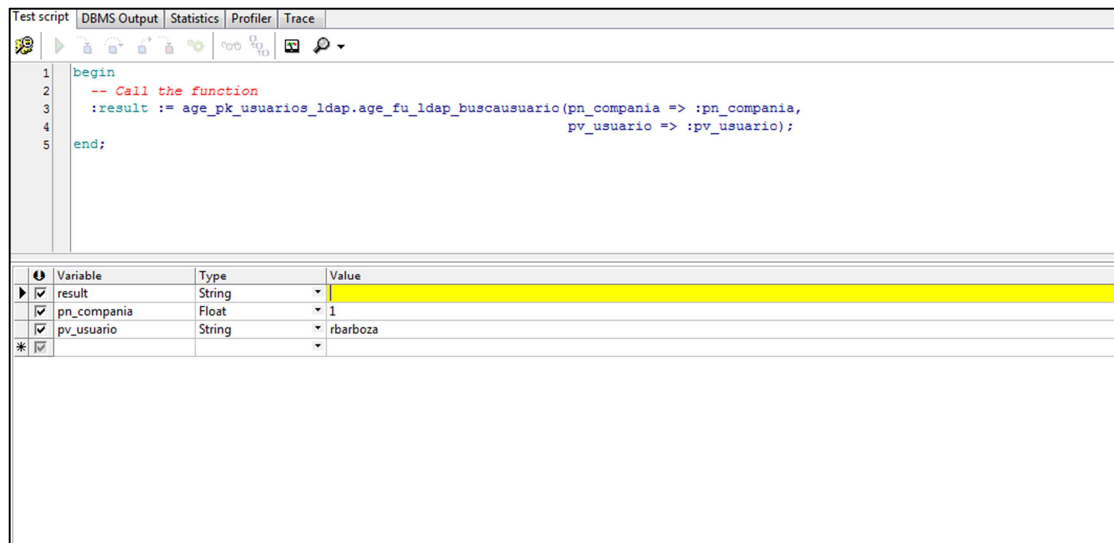 Test script DBMS Output Statistics Profiler Trace
1 begin
2 -- Call the function
3 :result := age_pk_usuarios_ldap.age_fu_ldap_buscausuario(pn_compania => :pn_compania,
4 pv_usuario => :pv_usuario);
5 end;
Variable Type Value
result String
pn_compania Float 1
pv_usuario String rbarboza
*